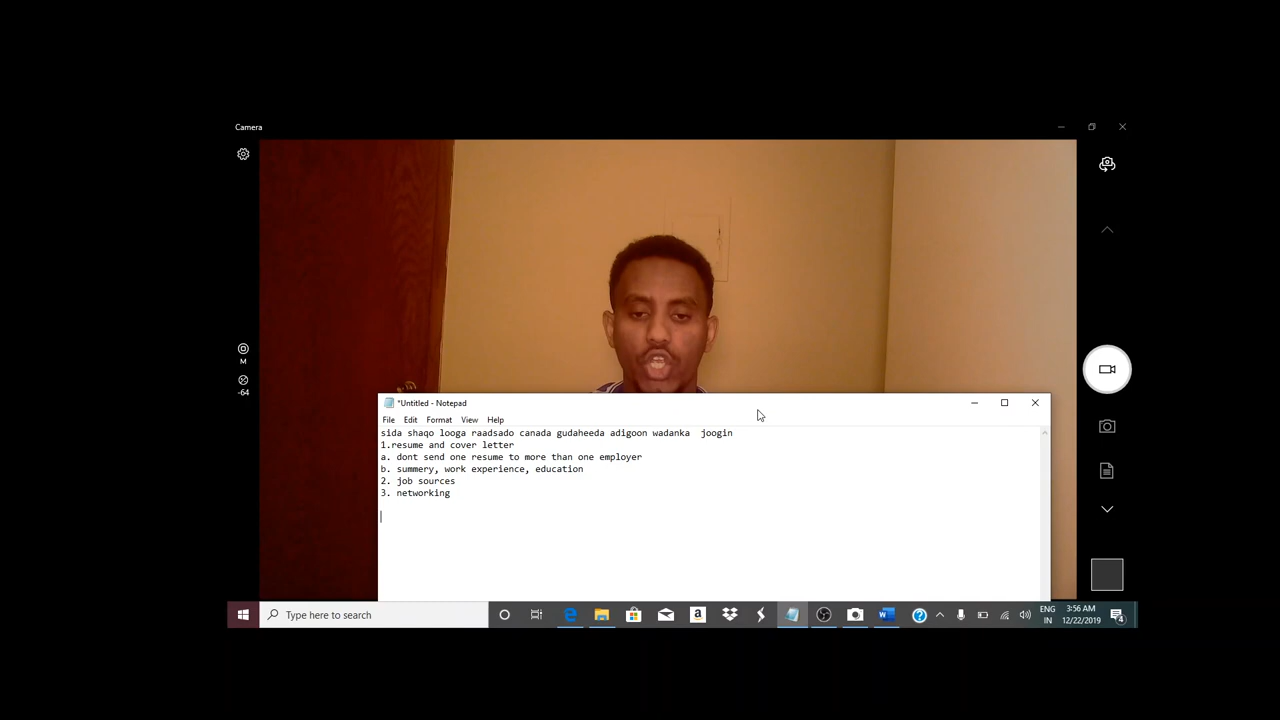 Camera
M
-64
*Untitled - Notepad
File Edit Format View Help
sida shaqo looga raadsado canada gudaheeda adigoon wadanka  joogin
1.resume and cover letter
a. dont send one resume to more than one employer
b. summery, work experience, education
2. job sources
3. networking
Type here to search
a
W
?
ENG
IN
3:56 AM
12/22/2019
4